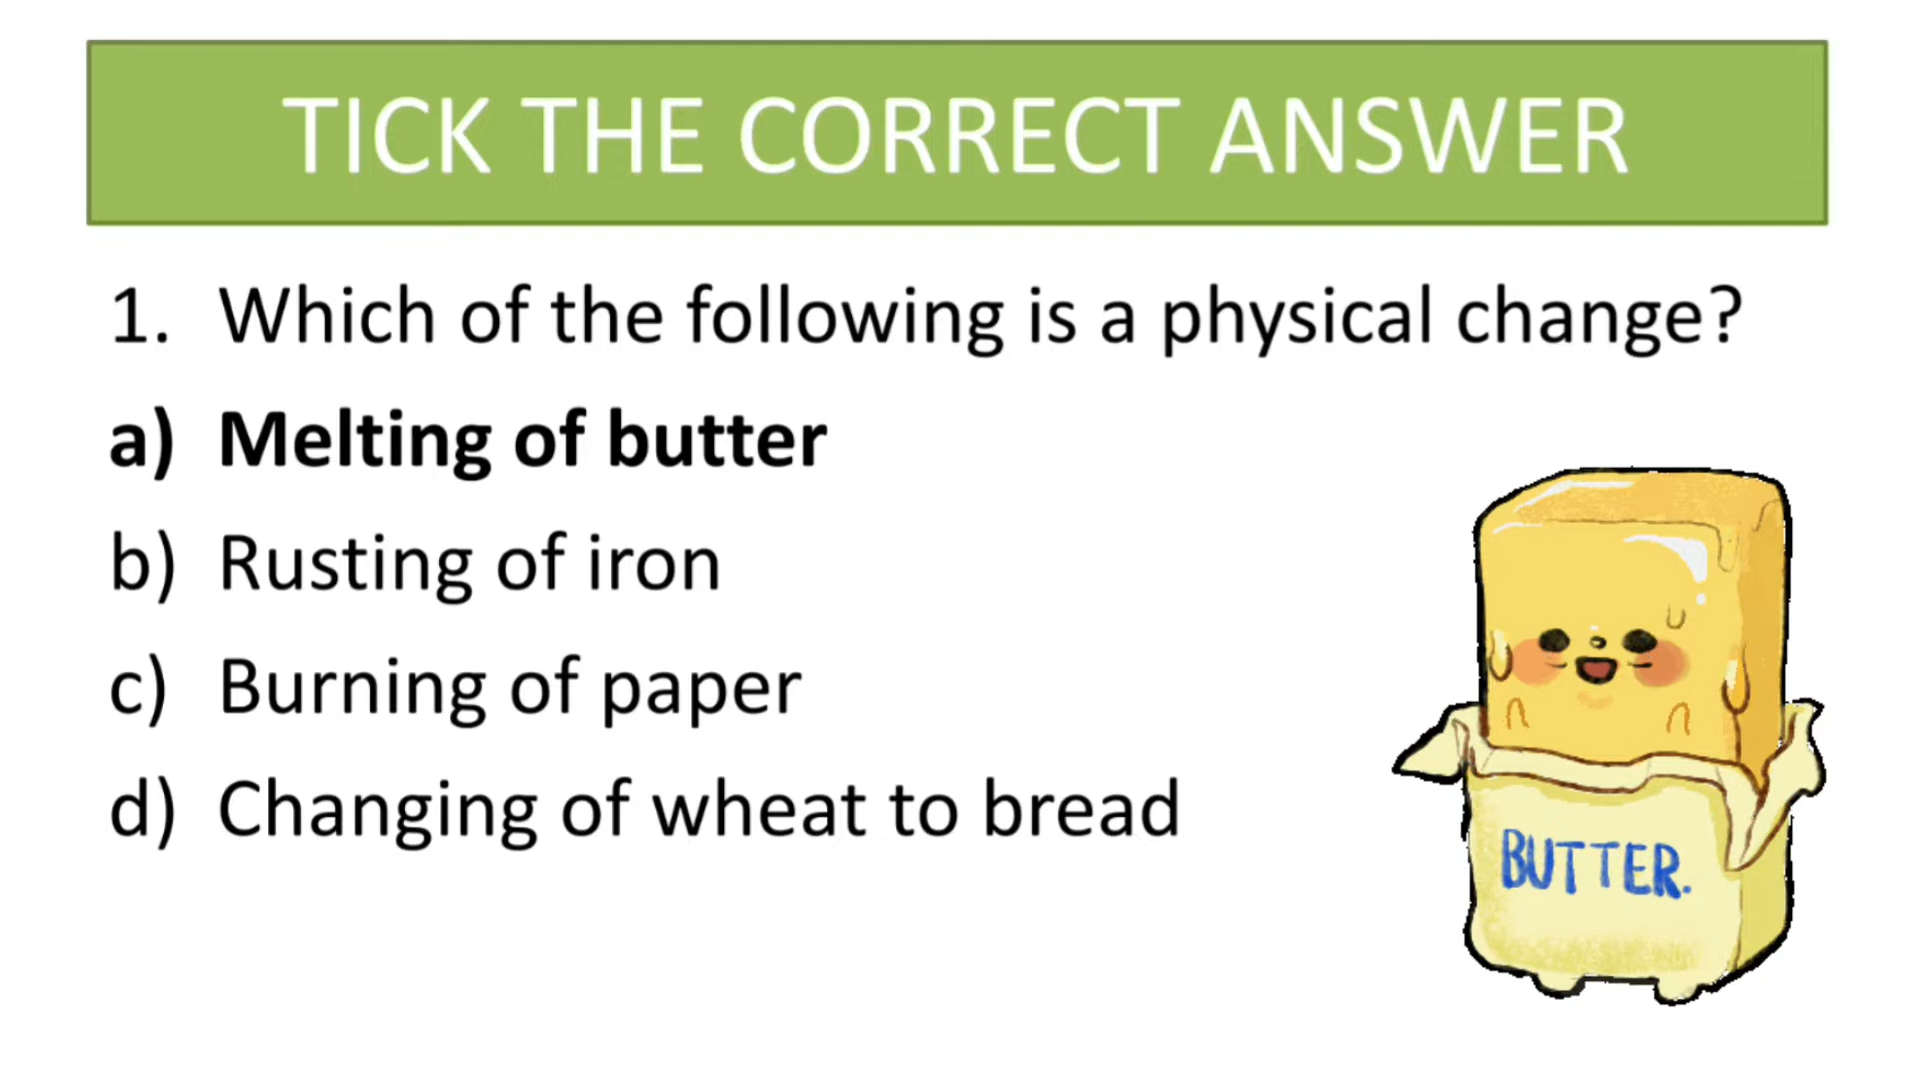 TICK THE CORRECT ANSWER
1. Which of the following is a physical change?
a) Melting of butter
b) Rusting of iron
c) Burning of paper
d) Changing of wheat to bread
BUTTER.